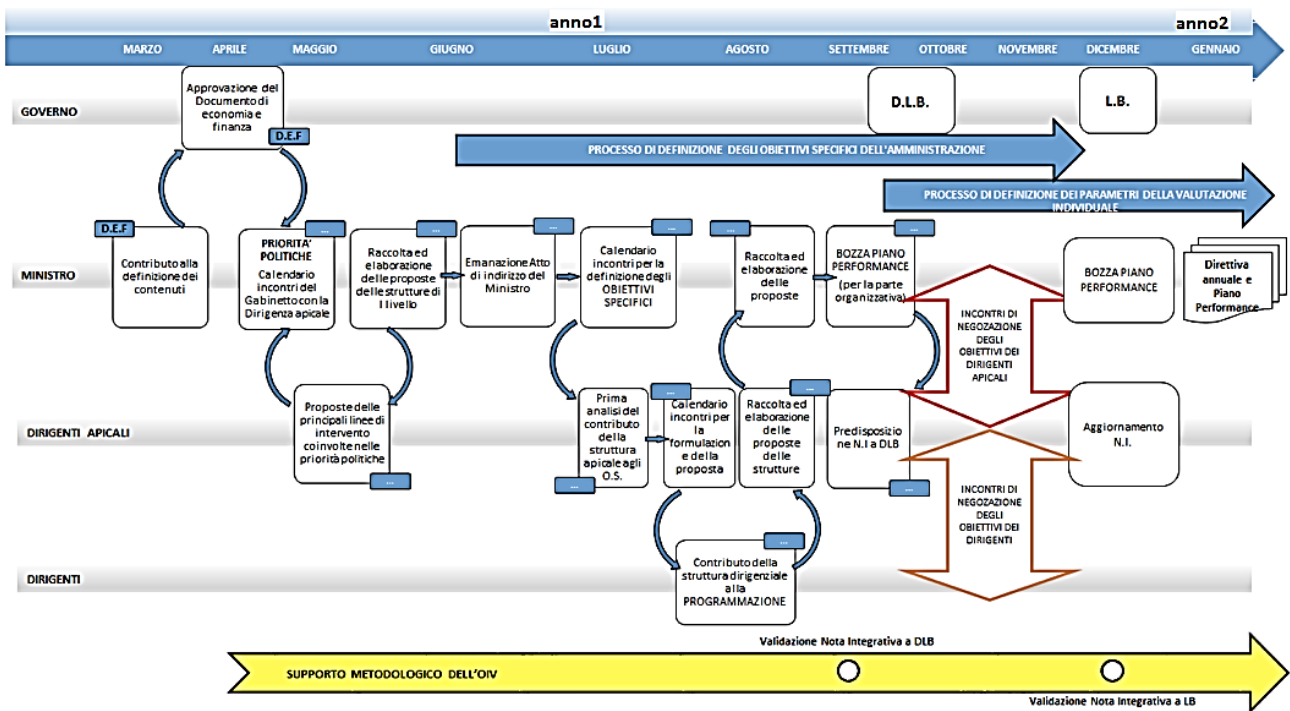 anno1
anno2
MARZO
APRILE
MAGGIO
GIUGNO
LUGLIO
AGOSTO
SETTEMBRE
OTTOBRE
NOVEMBRE
DICEMBRE
GENNAIO
GOVERNO
Approvazione del
Documento di
economia e
finanza
D.E.F
D.L.B.
L.B.
PROCESSO DI DEFINIZIONE DEGLI OBIETTIVI SPECIFICI DELL'AMMINISTRAZIONE
PROCESSO DI DEFINIZIONE DEI PARAMETRI DELLA VALUTAZIONE
INDIVIDUALE
MINISTRO
D.E.F
Contributo alla
definizione dei
contenuti
...
PRIORITA'
POLITICHE
Calendario
incontri del
Gabinetto con la
Dirigenza apicale
...
Raccolta ed
elaborazione
delle proposte
delle strutture di
I livello
...
Emanazione Atto
di indirizzo del
Ministro
...
Calendario
incontri per la
definizione degli
OBIETTIVI
SPECIFICI
...
Raccolta ed
elaborazione
delle
proposte
...
BOZZA PIANO
PERFORMANCE
(per la parte
organizzativa)
INCONTRI DI
NEGOZAZIONE
DEGLI
OBIETTIVI DEI
DIRIGENTI
APICALI
BOZZA PIANO
PERFORMANCE
Direttiva
annuale e
Piano
Performance
DIRIGENTI APICALI
Proposte delle
principali linee di
intervento
coinvolte nelle
priorità politiche
...
Prima
analisi del
contributo
della
struttura
apicale agli
O.S.
...
...
Calendario
incontri per
la
formulazion
e della
proposta
...
Raccolta ed
elaborazione
delle
proposte
delle
strutture
Predisposizio
ne N.I a DLB
...
Aggiornamento
N.I.
INCONTRI DI
NEGOZAZIONE
DEGLI
OBIETTIVI DEI
DIRIGENTI
DIRIGENTI
...
Contributo della
struttura dirigenziale
alla
PROGRAMMAZIONE
Validazione Nota Integrativa a DLB
SUPPORTO METODOLOGICO DELL'OIV
Validazione Nota Integrativa a LB